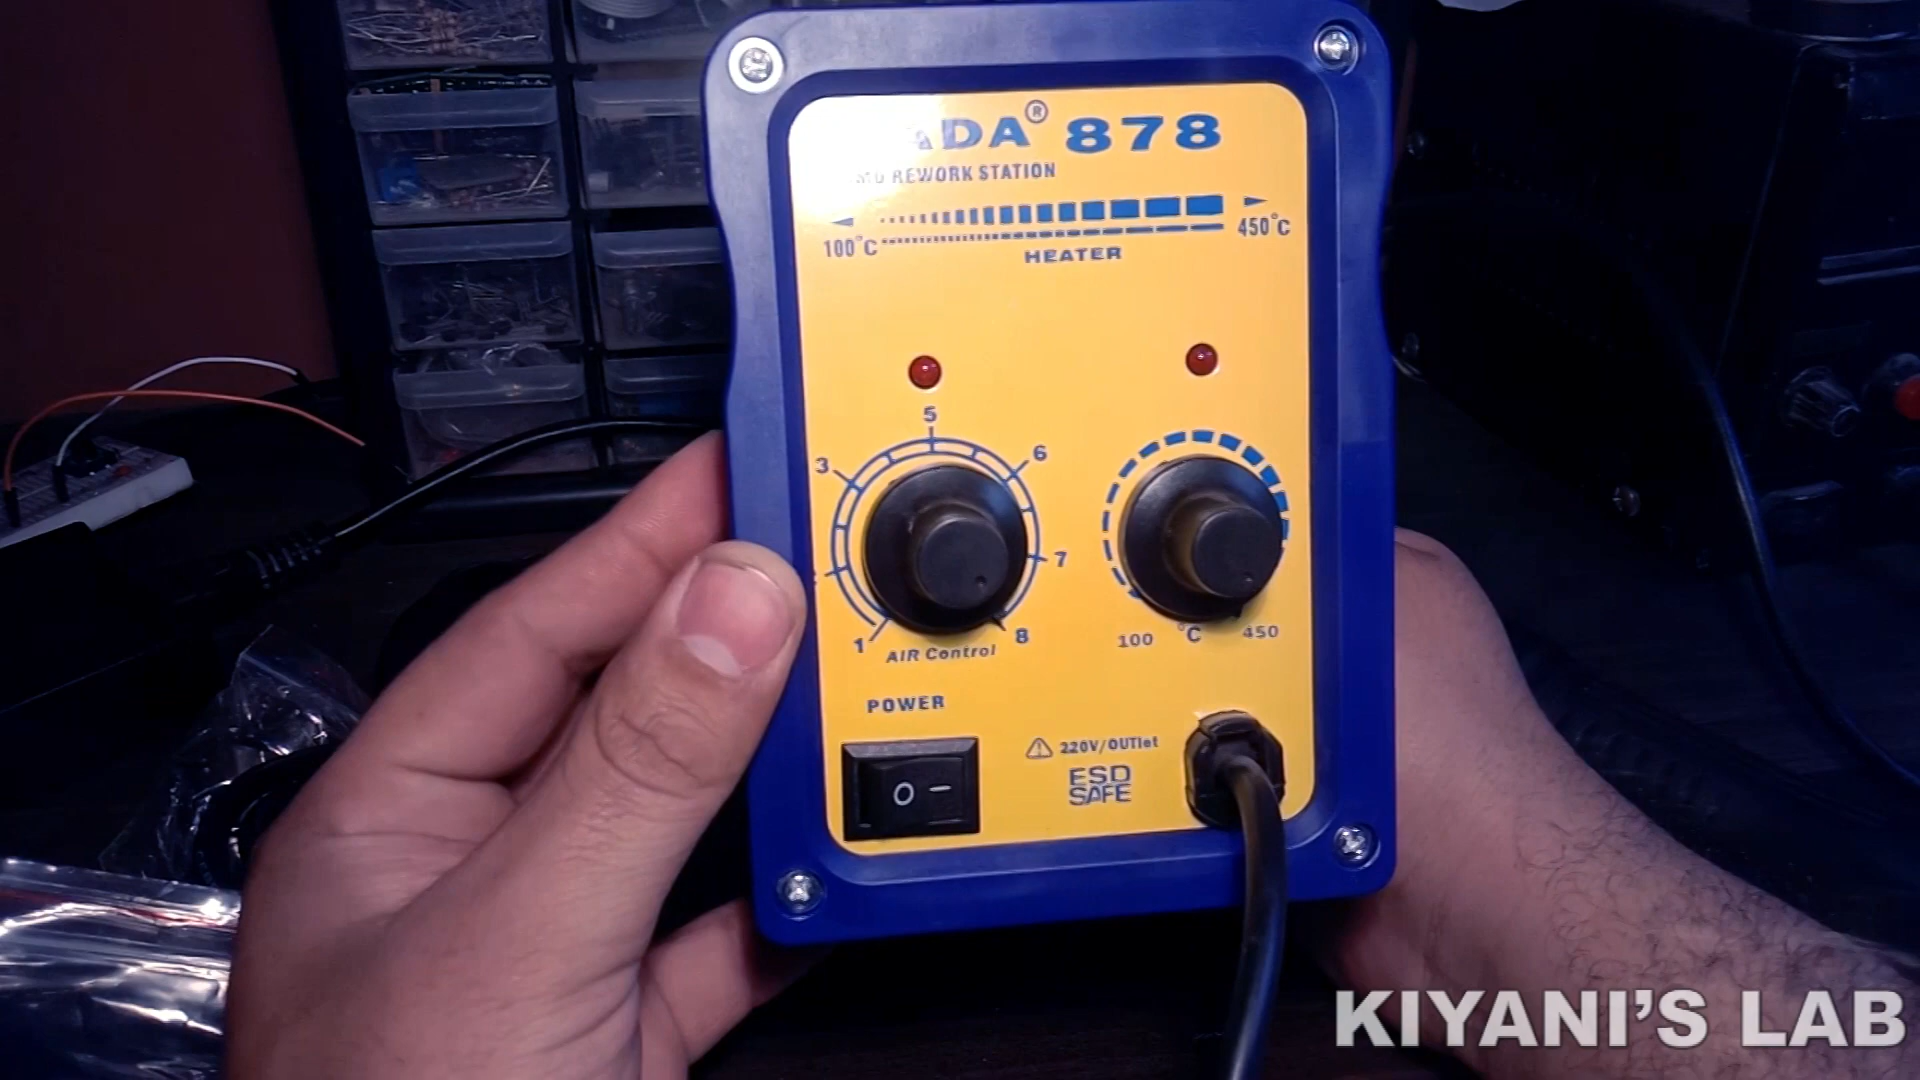 878
REWORK STATION
100°C
450°C
HEATER
5
3
6
7
1
8
AIR Control
100 °C 450
POWER
O –
220V/OUTlet
ESD
SAFE
KIYANI'S LAB